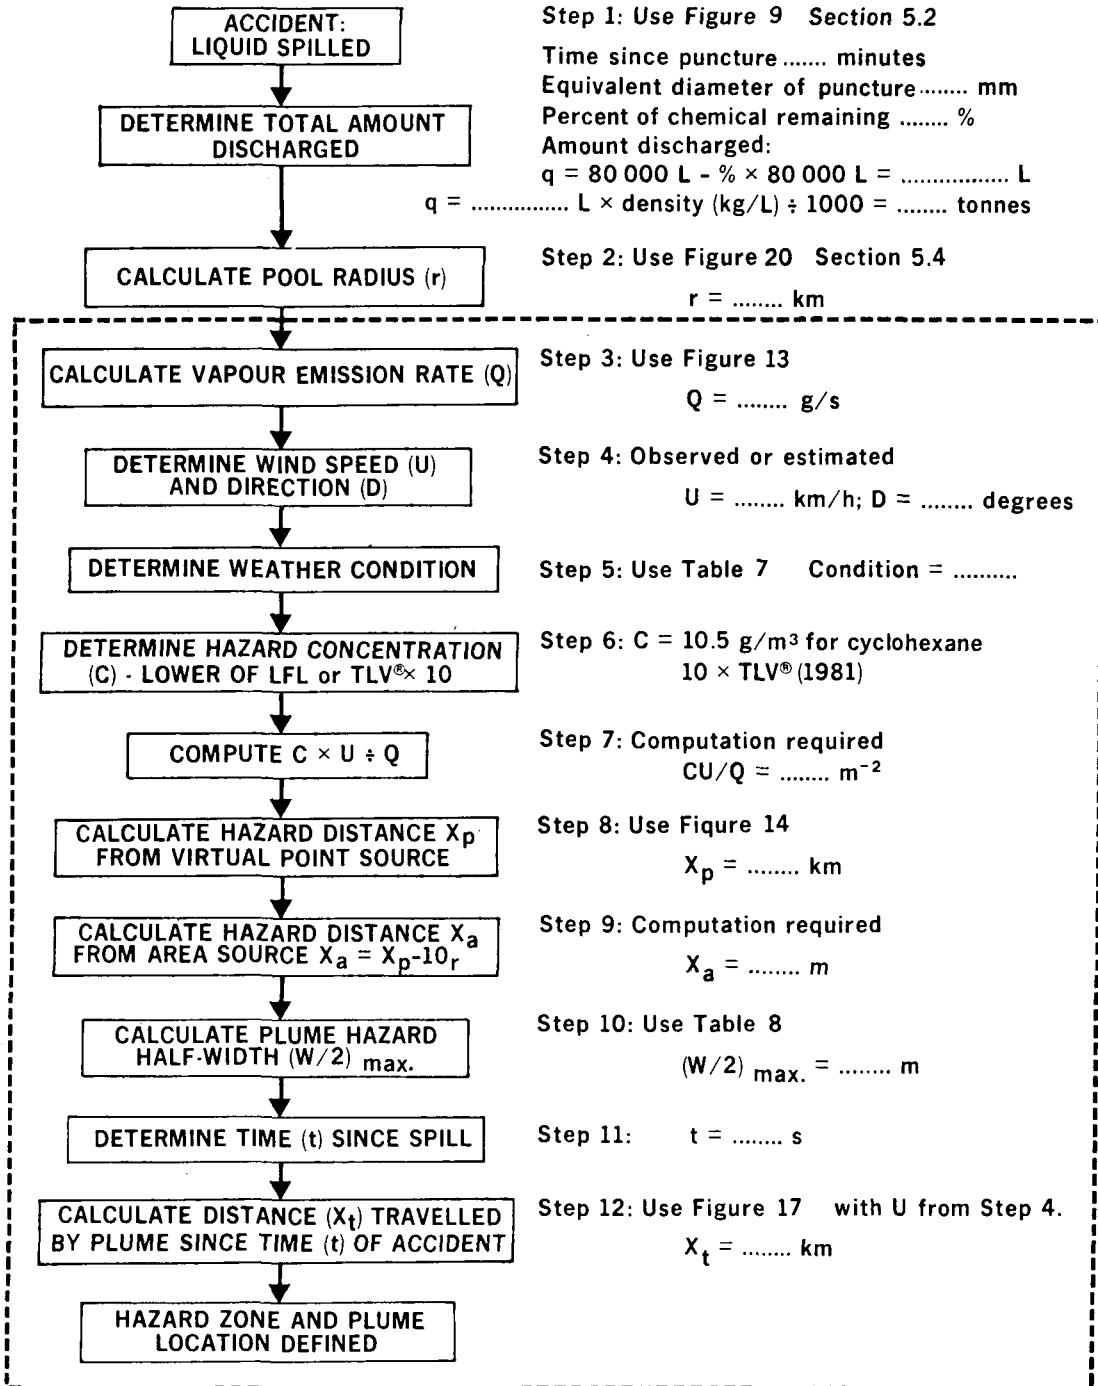 ACCIDENT:
LIQUID SPILLED
Step 1: Use Figure 9 Section 5.2
Time since puncture ....... minutes
Equivalent diameter of puncture ........ mm
Percent of chemical remaining ........ %
Amount discharged:
q = 80 000 L - % × 80 000 L = ................. L
q = ............... L × density (kg/L) ÷ 1000 = ........ tonnes
DETERMINE TOTAL AMOUNT
DISCHARGED
CALCULATE POOL RADIUS (r)
Step 2: Use Figure 20 Section 5.4
r = ........ km
CALCULATE VAPOUR EMISSION RATE (Q)
Step 3: Use Figure 13
Q = ........ g/s
DETERMINE WIND SPEED (U)
AND DIRECTION (D)
Step 4: Observed or estimated
U = ........ km/h; D = ........ degrees
DETERMINE WEATHER CONDITION
Step 5: Use Table 7 Condition = ..........
DETERMINE HAZARD CONCENTRATION
(C) - LOWER OF LFL or TLV®× 10
Step 6: C = 10.5 g/m³ for cyclohexane
10 × TLV® (1981)
COMPUTE C × U ÷ Q
Step 7: Computation required
CU/Q = ........ m⁻²
CALCULATE HAZARD DISTANCE Xp
FROM VIRTUAL POINT SOURCE
Step 8: Use Figure 14
Xp = ........ km
CALCULATE HAZARD DISTANCE Xa
FROM AREA SOURCE Xa = Xp-10r
Step 9: Computation required
Xa = ........ m
CALCULATE PLUME HAZARD
HALF-WIDTH (W/2) max.
Step 10: Use Table 8
(W/2) max. = ........ m
DETERMINE TIME (t) SINCE SPILL
Step 11: t = ........ s
CALCULATE DISTANCE (Xt) TRAVELLED
BY PLUME SINCE TIME (t) OF ACCIDENT
Step 12: Use Figure 17 with U from Step 4.
Xt = ........ km
HAZARD ZONE AND PLUME
LOCATION DEFINED